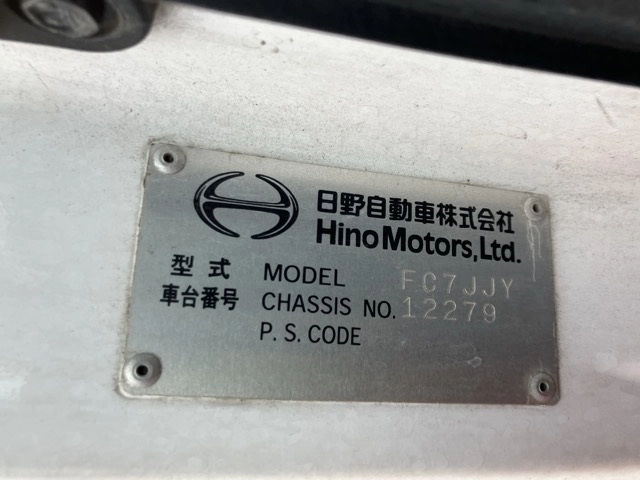 日野自動車株式会社
Hino Motors, Ltd.
型式 MODEL FC7JJY
車台番号 CHASSIS NO. 12279
P. S. CODE